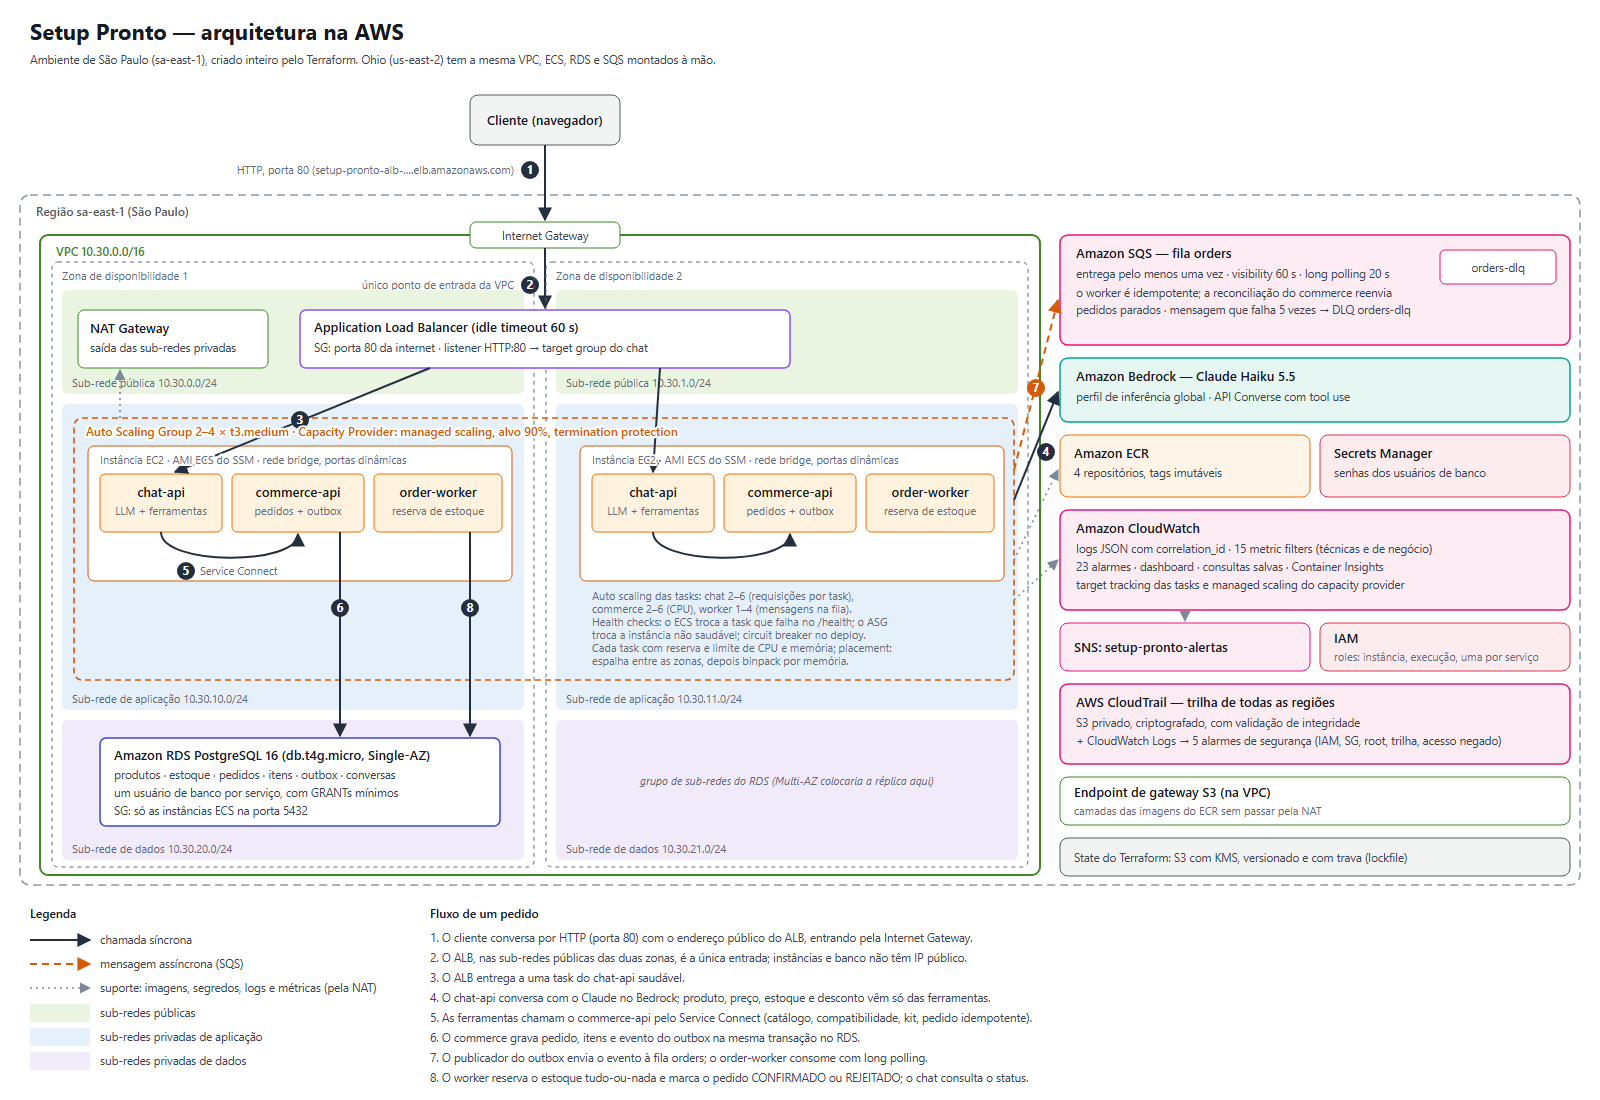 Setup Pronto — arquitetura na AWS
Ambiente de São Paulo (sa-east-1), criado inteiro pelo Terraform. Ohio (us-east-2) tem a mesma VPC, ECS, RDS e SQS montados à mão.
Cliente (navegador)
HTTP, porta 80 (setup-pronto-alb-....elb.amazonaws.com)
1
Região sa-east-1 (São Paulo)
Internet Gateway
VPC 10.30.0.0/16
Zona de disponibilidade 1
único ponto de entrada da VPC
2
Zona de disponibilidade 2
NAT Gateway
saída das sub-redes privadas
Application Load Balancer (idle timeout 60 s)
SG: porta 80 da internet · listener HTTP:80 → target group do chat
Sub-rede pública 10.30.0.0/24
Sub-rede pública 10.30.1.0/24
3
Auto Scaling Group 2–4 × t3.medium · Capacity Provider: managed scaling, alvo 90%, termination protection
Instância EC2 · AMI ECS do SSM · rede bridge, portas dinâmicas
chat-api
LLM + ferramentas
commerce-api
pedidos + outbox
order-worker
reserva de estoque
5
Service Connect
Instância EC2 · AMI ECS do SSM · rede bridge, portas dinâmicas
chat-api
LLM + ferramentas
commerce-api
pedidos + outbox
order-worker
reserva de estoque
6
8
Auto scaling das tasks: chat 2–6 (requisições por task),
commerce 2–6 (CPU), worker 1–4 (mensagens na fila).
Health checks: o ECS troca a task que falha no /health; o ASG
troca a instância não saudável; circuit breaker no deploy.
Cada task com reserva e limite de CPU e memória; placement:
espalha entre as zonas, depois binpack por memória.
Sub-rede de aplicação 10.30.10.0/24
Sub-rede de aplicação 10.30.11.0/24
Amazon RDS PostgreSQL 16 (db.t4g.micro, Single-AZ)
produtos · estoque · pedidos · itens · outbox · conversas
um usuário de banco por serviço, com GRANTs mínimos
SG: só as instâncias ECS na porta 5432
grupo de sub-redes do RDS (Multi-AZ colocaria a réplica aqui)
Sub-rede de dados 10.30.20.0/24
Sub-rede de dados 10.30.21.0/24
7
4
Amazon SQS — fila orders
entrega pelo menos uma vez · visibility 60 s · long polling 20 s
o worker é idempotente; a reconciliação do commerce reenvia
pedidos parados · mensagem que falha 5 vezes → DLQ orders-dlq
orders-dlq
Amazon Bedrock — Claude Haiku 5.5
perfil de inferência global · API Converse com tool use
Amazon ECR
4 repositórios, tags imutáveis
Secrets Manager
senhas dos usuários de banco
Amazon CloudWatch
logs JSON com correlation_id · 15 metric filters (técnicas e de negócio)
23 alarmes · dashboard · consultas salvas · Container Insights
target tracking das tasks e managed scaling do capacity provider
SNS: setup-pronto-alertas
IAM
roles: instância, execução, uma por serviço
AWS CloudTrail — trilha de todas as regiões
S3 privado, criptografado, com validação de integridade
+ CloudWatch Logs → 5 alarmes de segurança (IAM, SG, root, trilha, acesso negado)
Endpoint de gateway S3 (na VPC)
camadas das imagens do ECR sem passar pela NAT
State do Terraform: S3 com KMS, versionado e com trava (lockfile)
Legenda
chamada síncrona
mensagem assíncrona (SQS)
suporte: imagens, segredos, logs e métricas (pela NAT)
sub-redes públicas
sub-redes privadas de aplicação
sub-redes privadas de dados
Fluxo de um pedido
1. O cliente conversa por HTTP (porta 80) com o endereço público do ALB, entrando pela Internet Gateway.
2. O ALB, nas sub-redes públicas das duas zonas, é a única entrada; instâncias e banco não têm IP público.
3. O ALB entrega a uma task do chat-api saudável.
4. O chat-api conversa com o Claude no Bedrock; produto, preço, estoque e desconto vêm só das ferramentas.
5. As ferramentas chamam o commerce-api pelo Service Connect (catálogo, compatibilidade, kit, pedido idempotente).
6. O commerce grava pedido, itens e evento do outbox na mesma transação no RDS.
7. O publicador do outbox envia o evento à fila orders; o order-worker consome com long polling.
8. O worker reserva o estoque tudo-ou-nada e marca o pedido CONFIRMADO ou REJEITADO; o chat consulta o status.